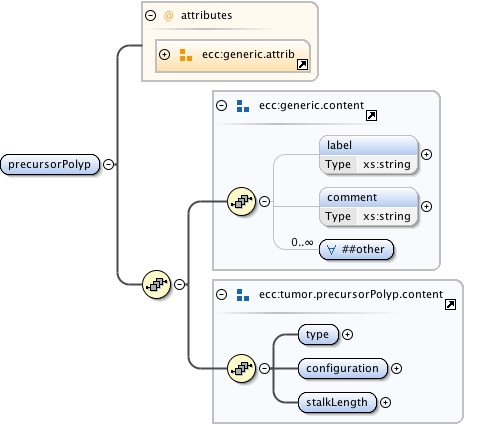 @ attributes
ecc:generic.attrib
ecc:generic.content
label
Type xs:string
precursorPolyp
comment
Type xs:string
0..∞
∀ ##other
ecc:tumor.precursorPolyp.content
type
configuration
stalkLength